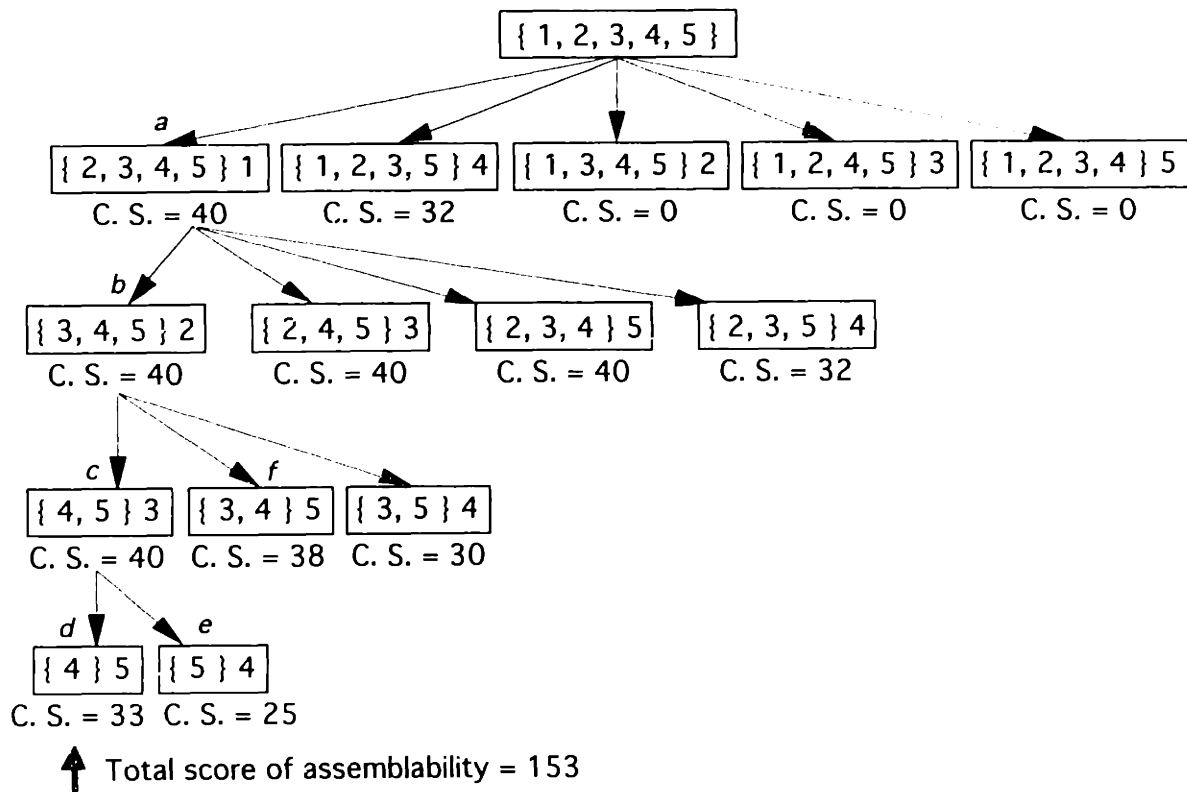 { 1, 2, 3, 4, 5 }
a
{ 2, 3, 4, 5 } 1 { 1, 2, 3, 5 } 4 { 1, 3, 4, 5 } 2 { 1, 2, 4, 5 } 3 { 1, 2, 3, 4 } 5
C. S. = 40 C. S. = 32 C. S. = 0 C. S. = 0 C. S. = 0
b
{ 3, 4, 5 } 2 { 2, 4, 5 } 3 { 2, 3, 4 } 5 { 2, 3, 5 } 4
C. S. = 40 C. S. = 40 C. S. = 40 C. S. = 32
c f
{ 4, 5 } 3 { 3, 4 } 5 { 3, 5 } 4
C. S. = 40 C. S. = 38 C. S. = 30
d e
{ 4 } 5 { 5 } 4
C. S. = 33 C. S. = 25
Total score of assemblability = 153